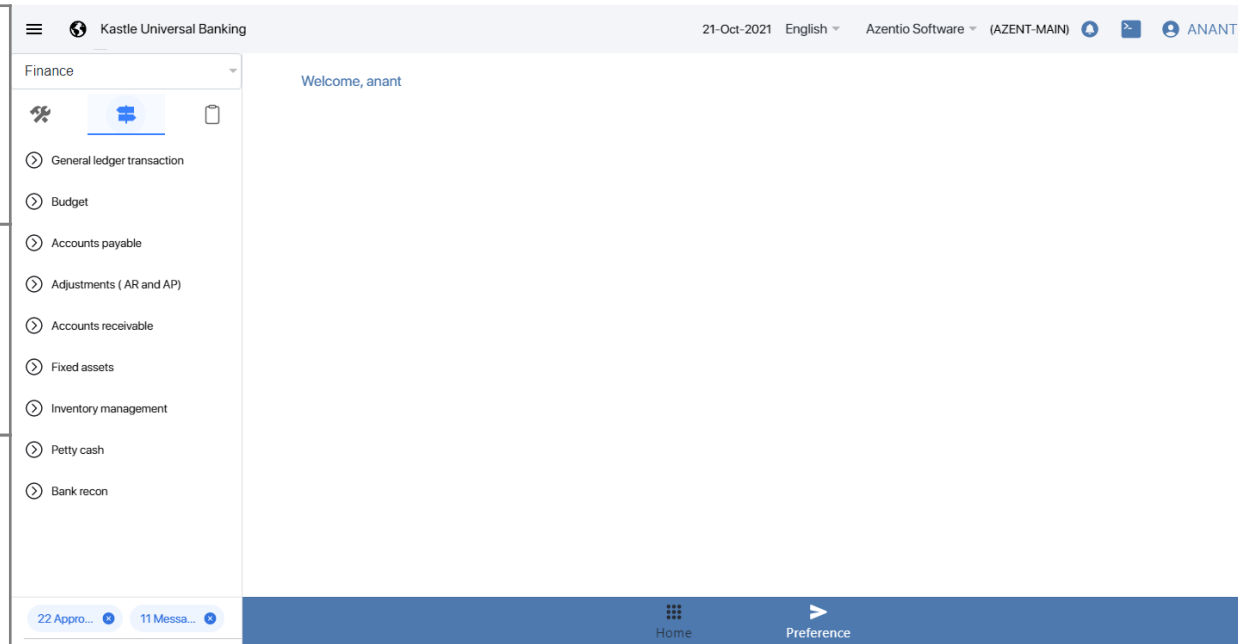 Kastle Universal Banking 21-Oct-2021 English Azentio Software (AZENT-MAIN) ANANT
Finance
Welcome, anant
General ledger transaction
Budget
Accounts payable
Adjustments ( AR and AP)
Accounts receivable
Fixed assets
Inventory management
Petty cash
Bank recon
22 Appro... 11 Messa...
Home Preference